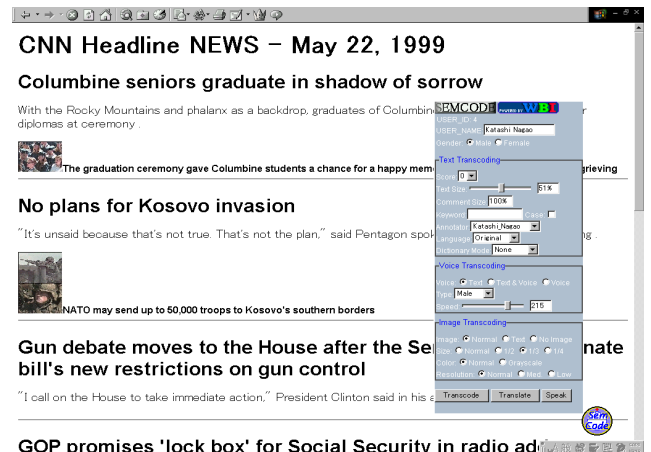 CNN Headline NEWS – May 22, 1999
Columbine seniors graduate in shadow of sorrow
With the Rocky Mountains and phalanx as a backdrop, graduates of Columbin
r
diplomas at ceremony .
The graduation ceremony gave Columbine students a chance for a happy mem
grieving
No plans for Kosovo invasion
"It's unsaid because that's not true. That's not the plan," said Pentagon spok
ng .
NATO may send up to 50,000 troops to Kosovo's southern borders
Gun debate moves to the House after the Se
nate
bill's new restrictions on gun control
"I call on the House to take immediate action," President Clinton said in his
GOP promises 'lock box' for Social Security in radio ad
SEMCODE POWERED BY WBI
USER_ID: 4
USER_NAME: Katashi Nagao
Gender: Male Female
Text Transcoding
Score: 0
Text Size: 51%
Comment Size: 100%
Keyword: Case:
Annotator: Katashi_Nagao
Language: Original
Dictionary Mode: None
Voice Transcoding
Voice: Text Text & Voice Voice
Type: Male
Speed: 215
Image Transcoding
Image: Normal Text No Image
Size: Normal 1/2 1/3 1/4
Color: Normal Grayscale
Resolution: Normal Med. Low
Transcode Translate Speak
Sem
Code